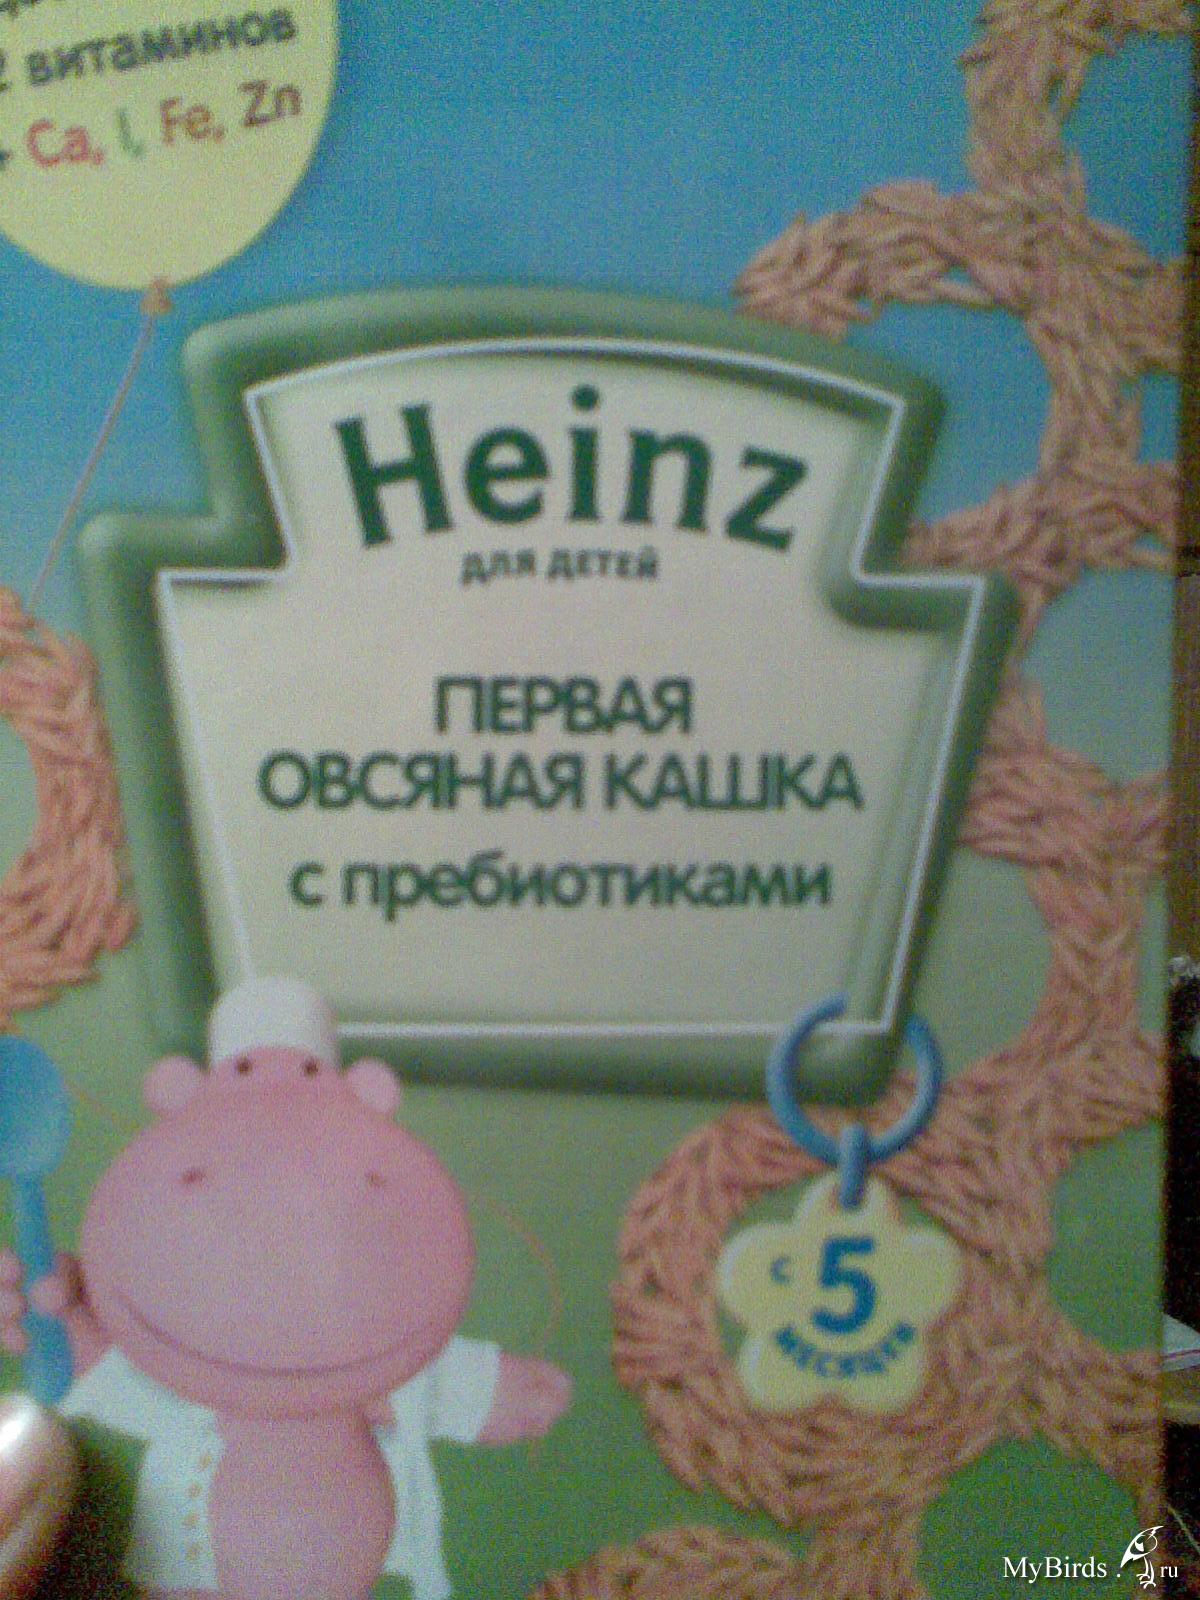 витаминов
+ Ca, I, Fe, Zn
Heinz
ДЛЯ ДЕТЕЙ
ПЕРВАЯ
ОВСЯНАЯ КАШКА
с пребиотиками
с 5
месяцев
MyBirds.ru